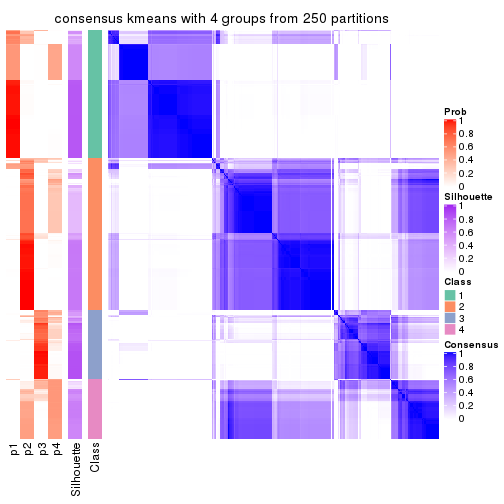 consensus kmeans with 4 groups from 250 partitions
Prob
1
0.8
0.6
0.4
0.2
0
Silhouette
1
0.8
0.6
0.4
0.2
0
Class
1
2
3
4
Consensus
1
0.8
0.6
0.4
0.2
0
p1
p2
p3
p4
Silhouette
Class